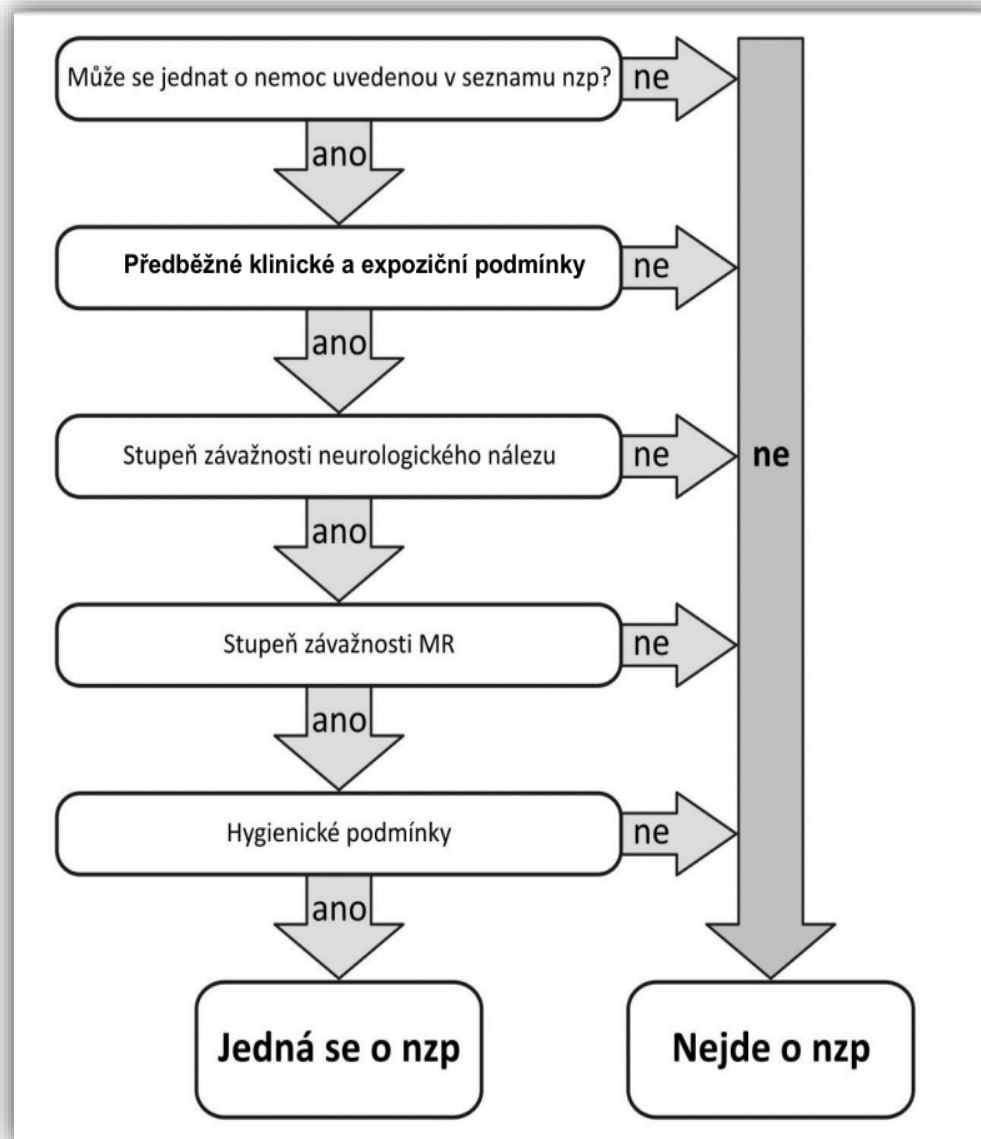 Může se jednat o nemoc uvedenou v seznamu nzp?
ne
ano
Předběžné klinické a expoziční podmínky
ne
ano
Stupeň závažnosti neurologického nálezu
ne
ne
ano
Stupeň závažnosti MR
ne
ano
Hygienické podmínky
ne
ano
Jedná se o nzp
Nejde o nzp